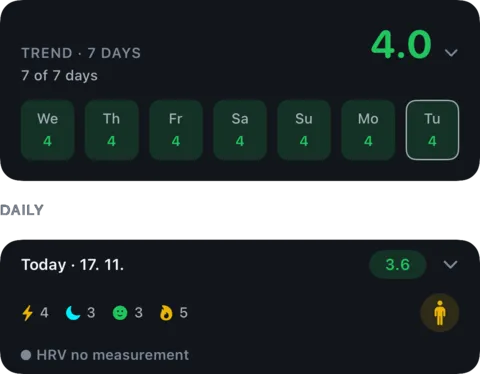 TREND · 7 DAYS
4.0
7 of 7 days
We Th Fr Sa Su Mo Tu
4 4 4 4 4 4 4
DAILY
Today · 17. 11.
3.6
4 3 3 5
HRV no measurement